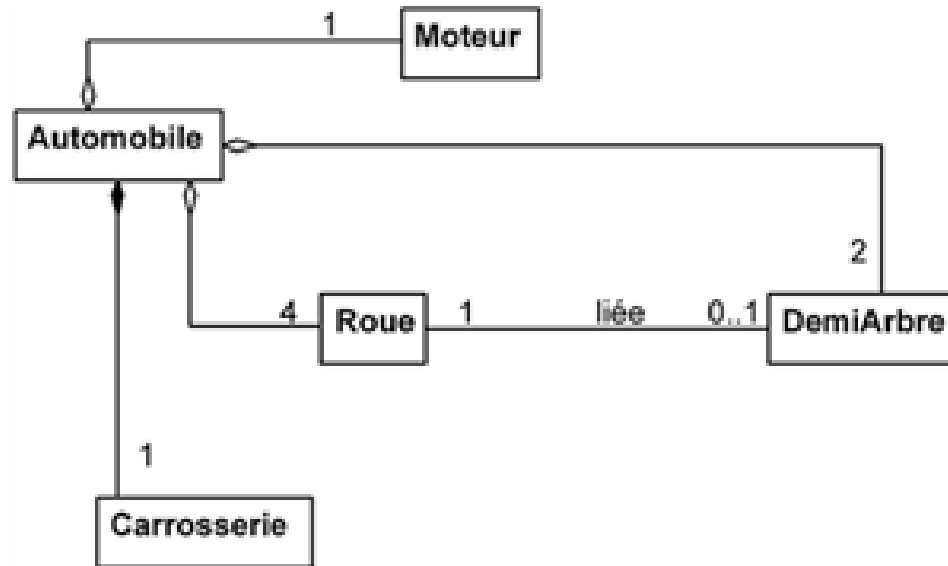 1
Moteur
Automobile
2
4
Roue
1
liée
0..1
DemiArbre
1
Carrosserie